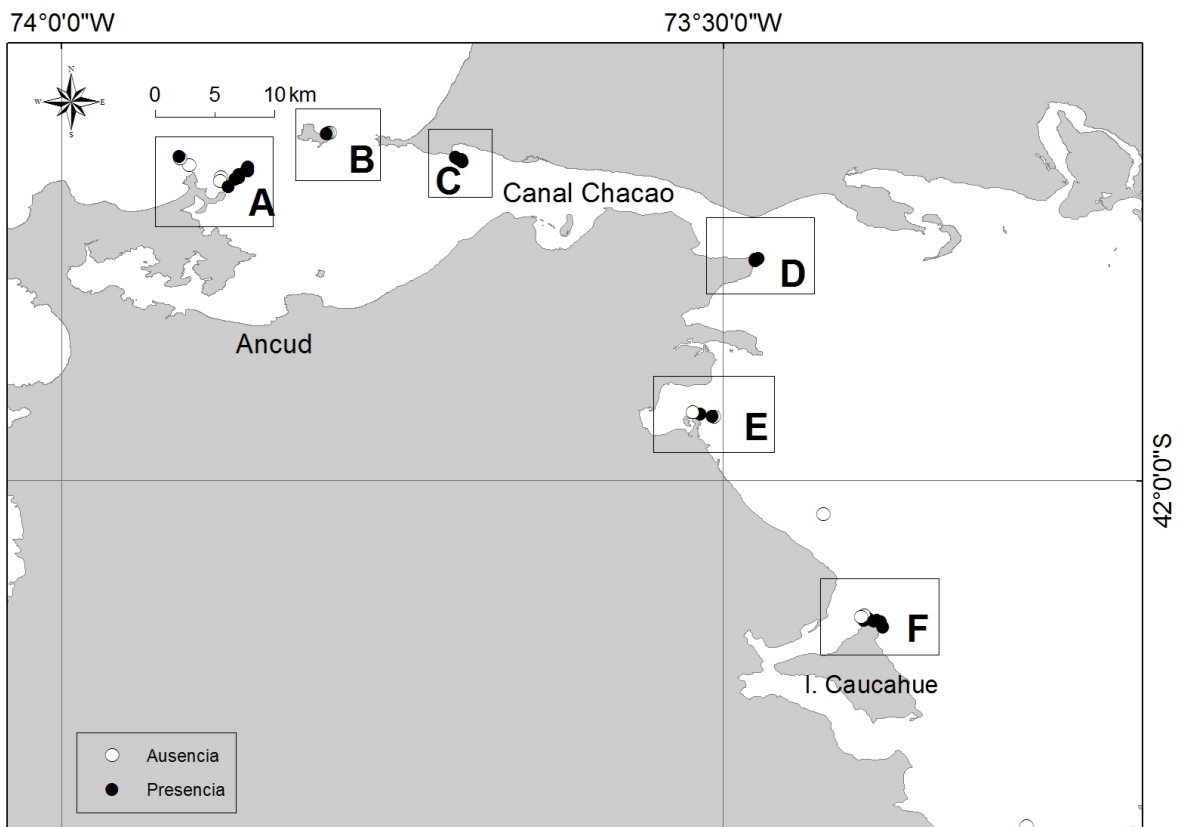 74°0'0"W
73°30'0"W
N
W E
S
0 5 10 km
A
B
C
Canal Chacao
D
Ancud
E
42°0'0"S
F
I. Caucahue
Ausencia
Presencia